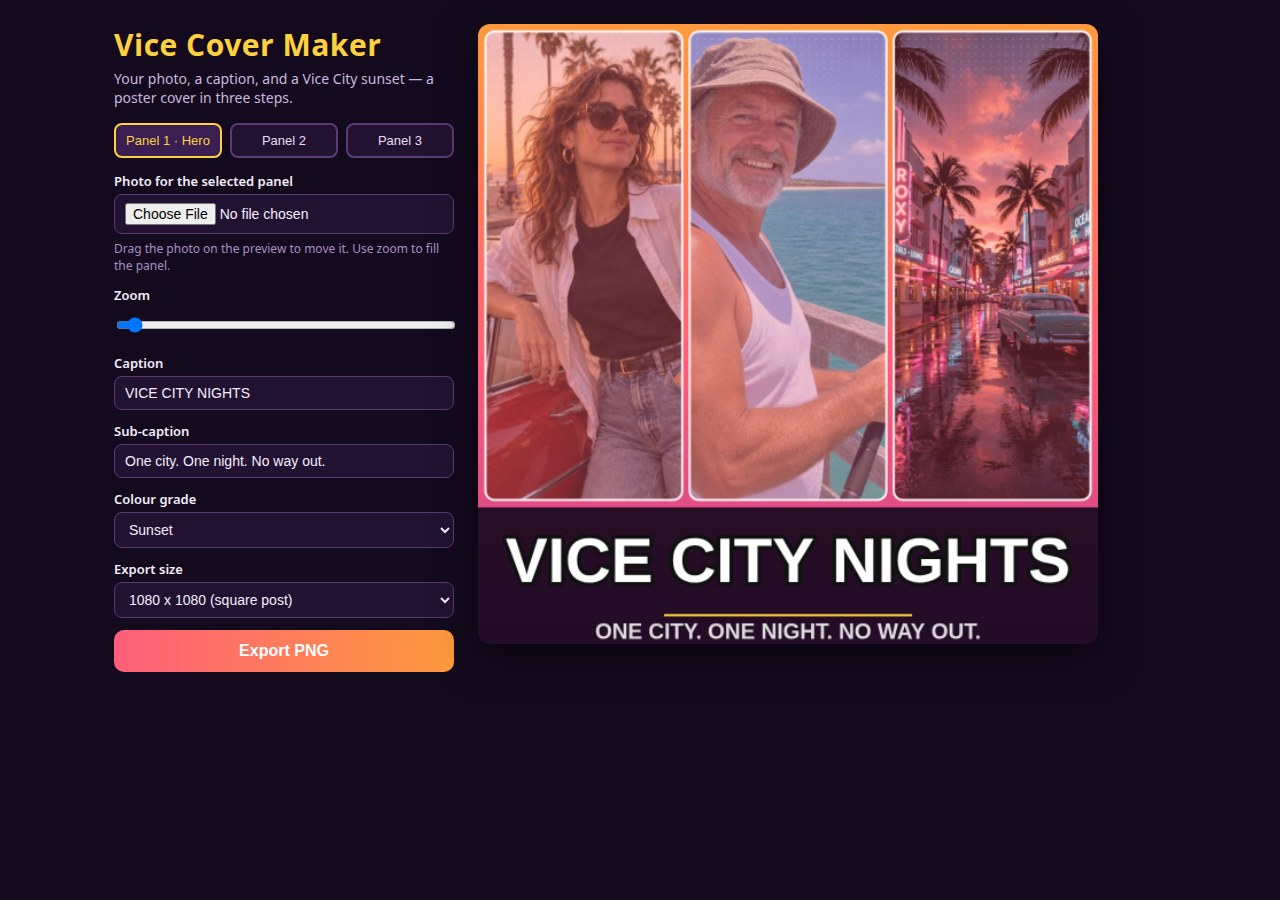 Vice Cover Maker
Your photo, a caption, and a Vice City sunset — a
poster cover in three steps.
Panel 1 · Hero
Panel 2
Panel 3
Photo for the selected panel
Choose File No file chosen
Drag the photo on the preview to move it. Use zoom to fill
the panel.
Zoom
Caption
VICE CITY NIGHTS
Sub-caption
One city. One night. No way out.
Colour grade
Sunset
Export size
1080 x 1080 (square post)
Export PNG
ROXY
VICE CITY NIGHTS
ONE CITY. ONE NIGHT. NO WAY OUT.